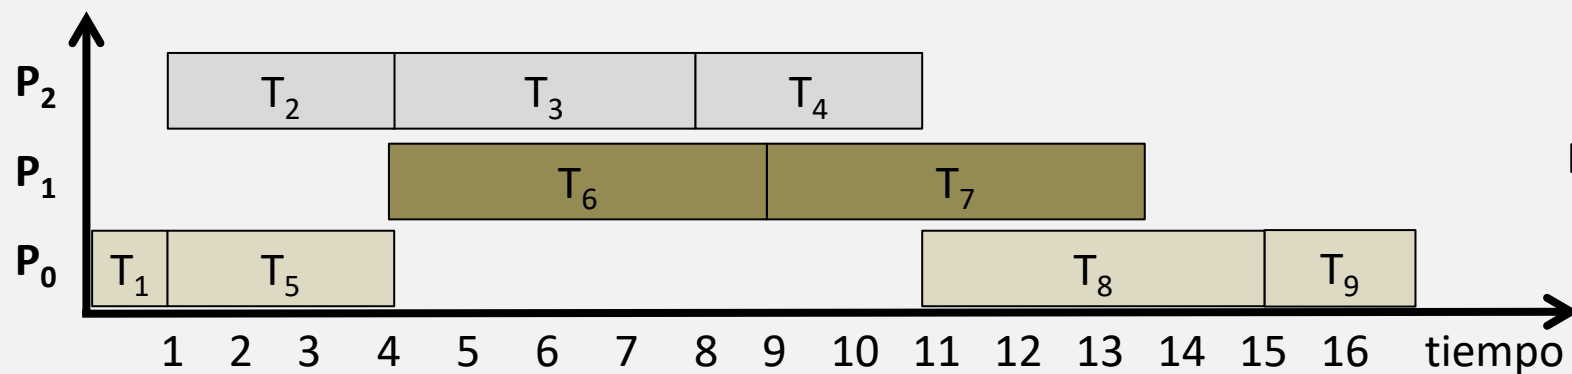 P₂ T₂ T₃ T₄
P₁ T₆ T₇
P₀ T₁ T₅ T₈ T₉
1 2 3 4 5 6 7 8 9 10 11 12 13 14 15 16 tiempo